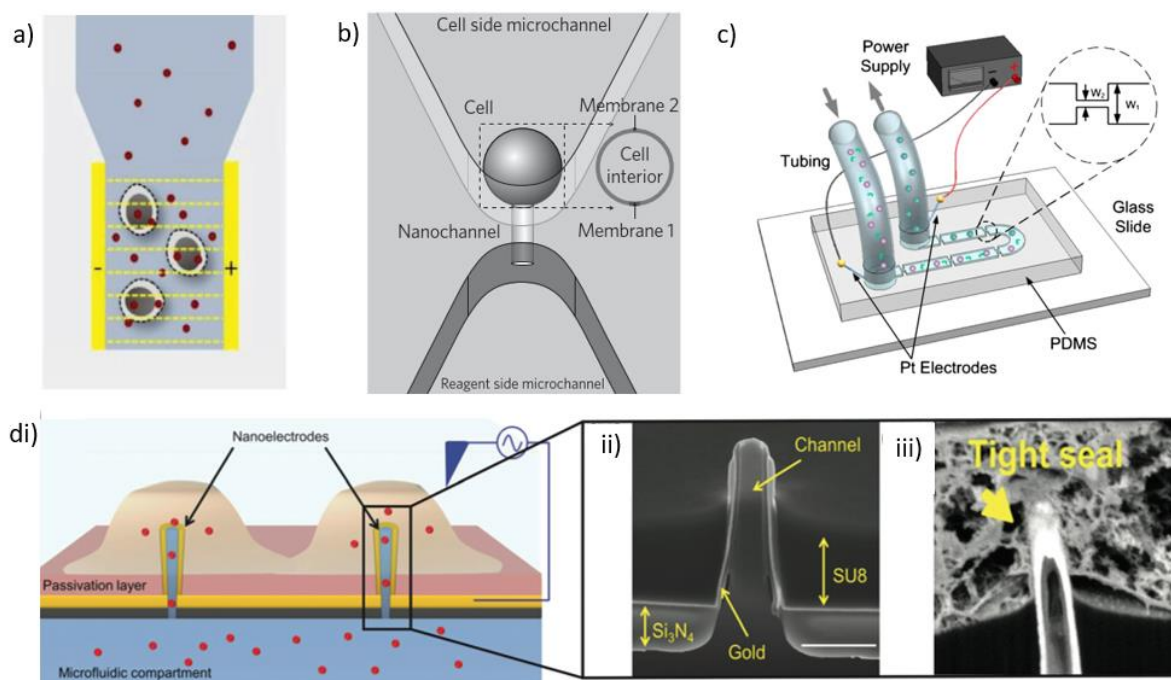 a)
b)
Cell side microchannel
Cell
Membrane 2
Cell
interior
Membrane 1
Nanochannel
Reagent side microchannel
c)
Power
Supply
W₂
W₁
Tubing
Glass
Slide
PDMS
Pt Electrodes
- +
di)
Nanoelectrodes
Passivation layer
Microfluidic compartment
ii)
Channel
SU8
Si₃N₄
Gold
iii)
Tight seal